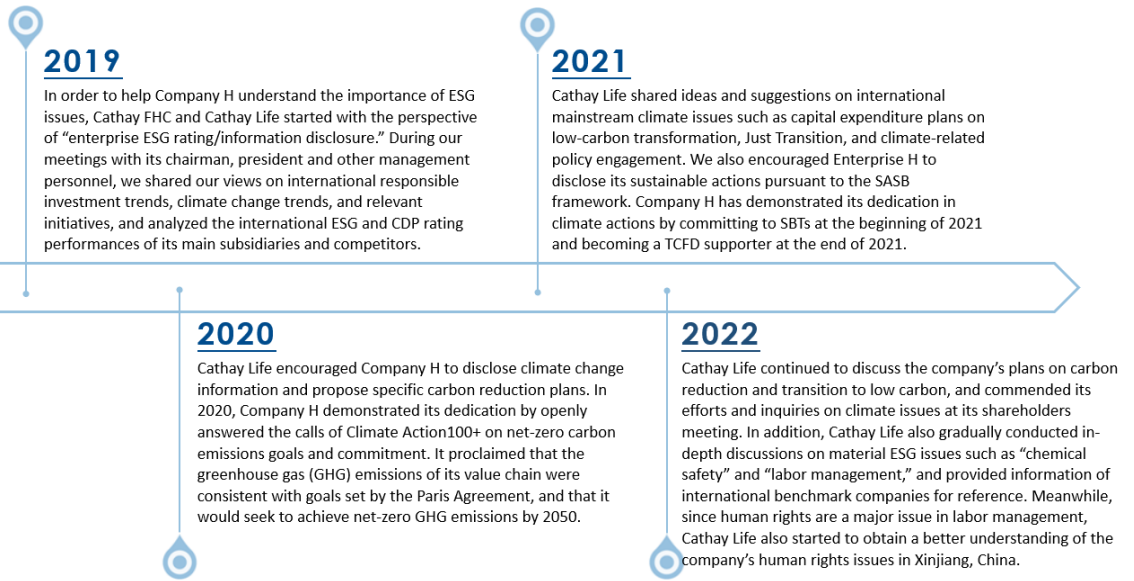 2019
In order to help Company H understand the importance of ESG
issues, Cathay FHC and Cathay Life started with the perspective
of “enterprise ESG rating/information disclosure.” During our
meetings with its chairman, president and other management
personnel, we shared our views on international responsible
investment trends, climate change trends, and relevant
initiatives, and analyzed the international ESG and CDP rating
performances of its main subsidiaries and competitors.
2020
Cathay Life encouraged Company H to disclose climate change
information and propose specific carbon reduction plans. In
2020, Company H demonstrated its dedication by openly
answered the calls of Climate Action100+ on net-zero carbon
emissions goals and commitment. It proclaimed that the
greenhouse gas (GHG) emissions of its value chain were
consistent with goals set by the Paris Agreement, and that it
would seek to achieve net-zero GHG emissions by 2050.
2021
Cathay Life shared ideas and suggestions on international
mainstream climate issues such as capital expenditure plans on
low-carbon transformation, Just Transition, and climate-related
policy engagement. We also encouraged Enterprise H to
disclose its sustainable actions pursuant to the SASB
framework. Company H has demonstrated its dedication in
climate actions by committing to SBTs at the beginning of 2021
and becoming a TCFD supporter at the end of 2021.
2022
Cathay Life continued to discuss the company’s plans on carbon
reduction and transition to low carbon, and commended its
efforts and inquiries on climate issues at its shareholders
meeting. In addition, Cathay Life also gradually conducted in-
depth discussions on material ESG issues such as “chemical
safety” and “labor management,” and provided information of
international benchmark companies for reference. Meanwhile,
since human rights are a major issue in labor management,
Cathay Life also started to obtain a better understanding of the
company’s human rights issues in Xinjiang, China.